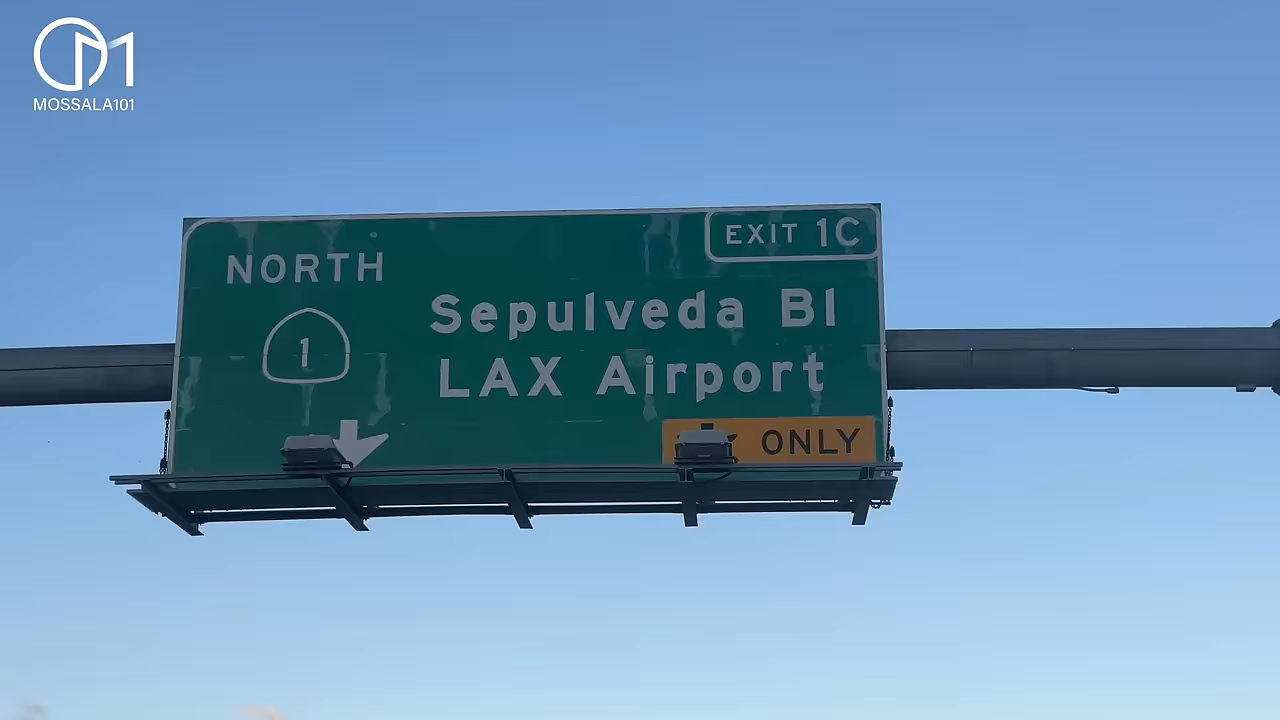 MOSSALA101
EXIT 1C
NORTH
Sepulveda Bl
1
LAX Airport
ONLY